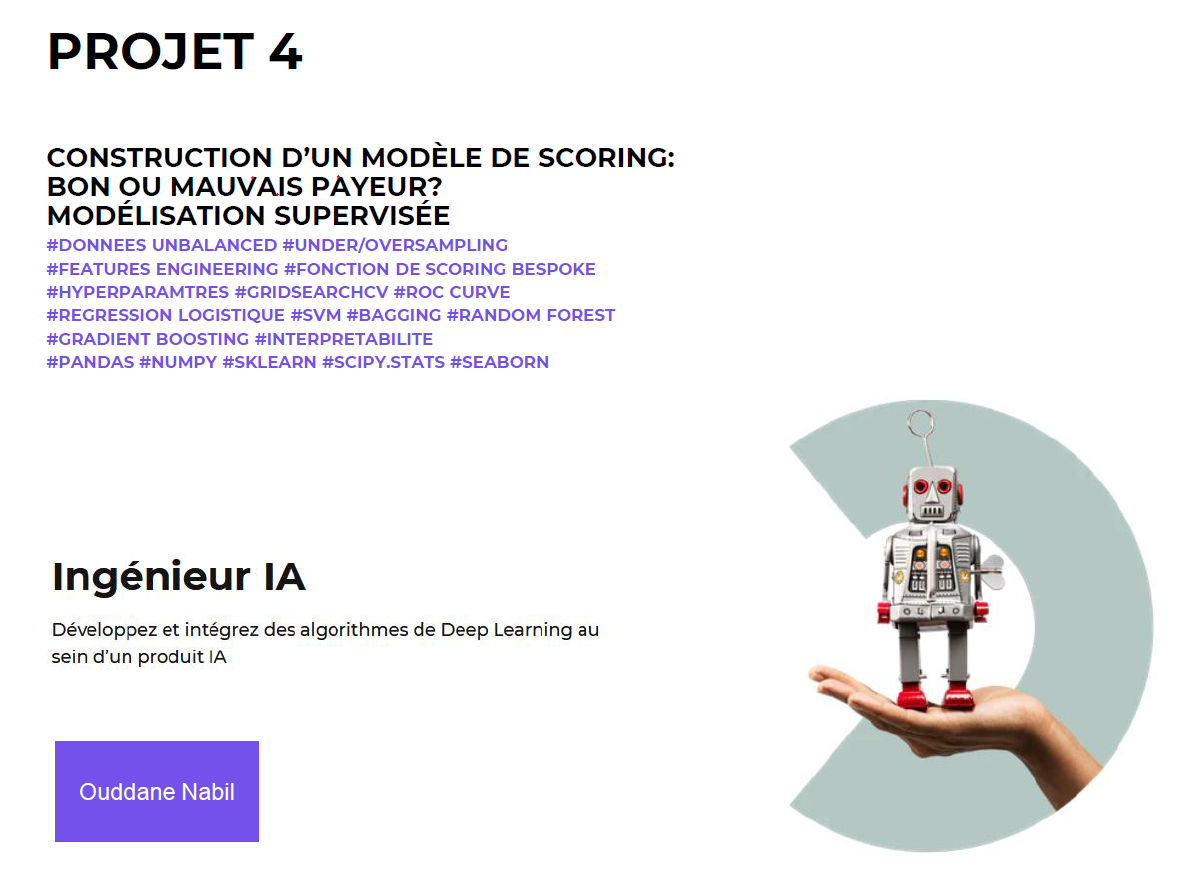 PROJET 4
CONSTRUCTION D’UN MODÈLE DE SCORING:
BON OU MAUVAIS PAYEUR?
MODÉLISATION SUPERVISÉE
#DONNEES UNBALANCED #UNDER/OVERSAMPLING
#FEATURES ENGINEERING #FONCTION DE SCORING BESPOKE
#HYPERPARAMTRES #GRIDSEARCHCV #ROC CURVE
#REGRESSION LOGISTIQUE #SVM #BAGGING #RANDOM FOREST
#GRADIENT BOOSTING #INTERPRETABILITE
#PANDAS #NUMPY #SKLEARN #SCIPY.STATS #SEABORN
Ingénieur IA
Développez et intégrez des algorithmes de Deep Learning au
sein d’un produit IA
Ouddane Nabil